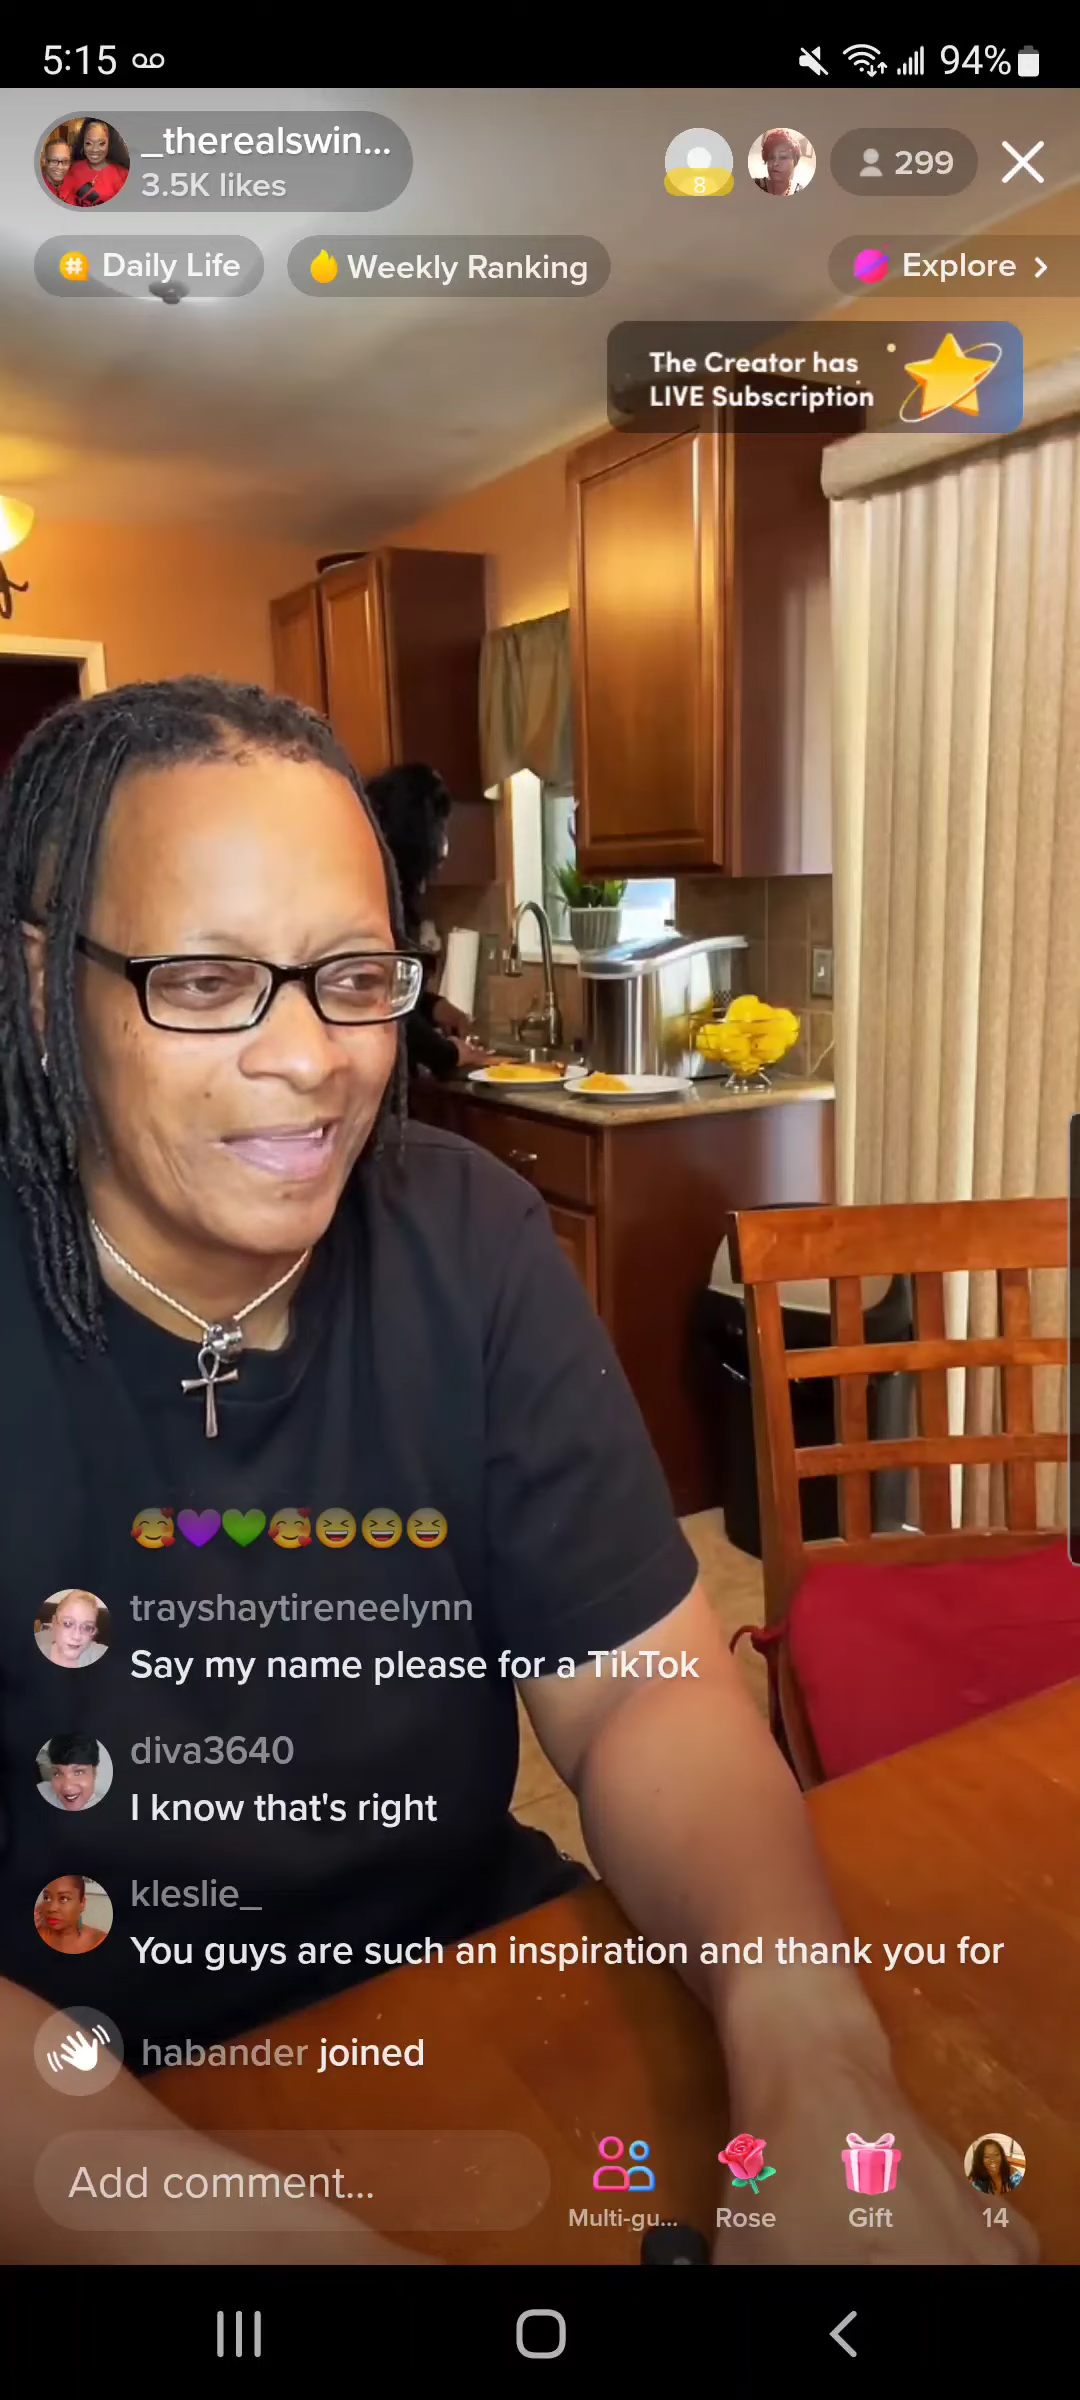 5:15
94%
_therealswin...
3.5K likes
8
299
Daily Life
Weekly Ranking
Explore >
The Creator has
LIVE Subscription
trayshaytireneelynn
Say my name please for a TikTok
diva3640
I know that's right
kleslie_
You guys are such an inspiration and thank you for
habander joined
Add comment...
Multi-gu...
Rose
Gift
14